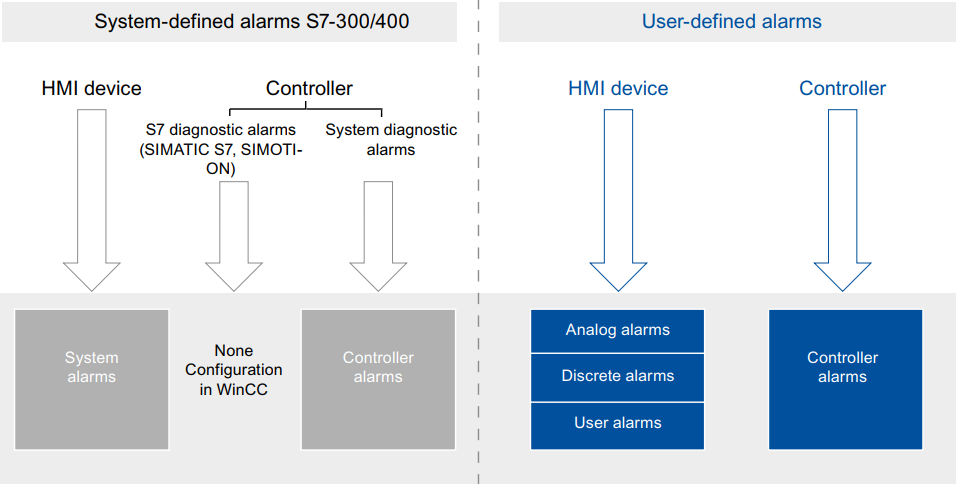 System-defined alarms S7-300/400
User-defined alarms
HMI device
Controller
S7 diagnostic alarms
(SIMATIC S7, SIMOTI-
ON)
System diagnostic
alarms
HMI device
Controller
System
alarms
None
Configuration
in WinCC
Controller
alarms
Analog alarms
Discrete alarms
User alarms
Controller
alarms